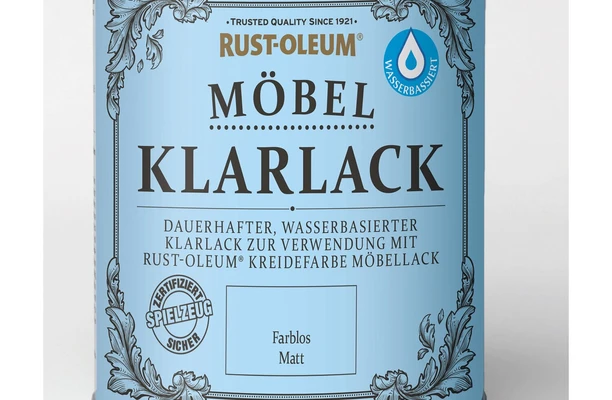 • TRUSTED QUALITY SINCE 1921 •
RUST-OLEUM®
WASSERBASIERT
MÖBEL
KLARLACK
DAUERHAFTER, WASSERBASIERTER
KLARLACK ZUR VERWENDUNG MIT
RUST-OLEUM® KREIDEFARBE MÖBELLACK
ZERTIFIZIERT
SPIELZEUG
SICHER
Farblos
Matt